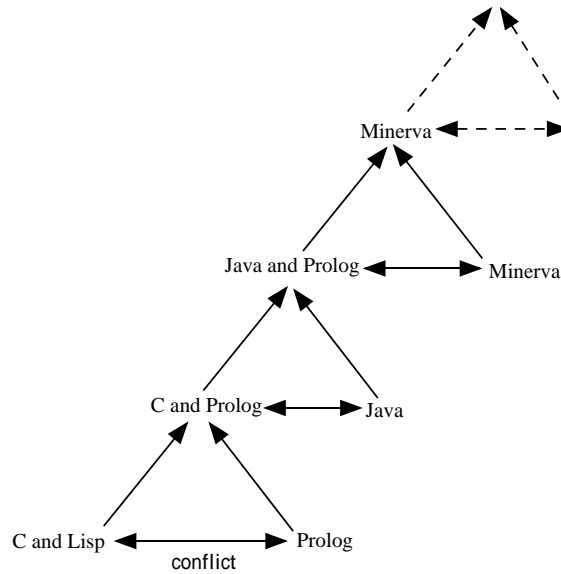 Minerva
Java and Prolog
Minerva
C and Prolog
Java
C and Lisp
Prolog
conflict